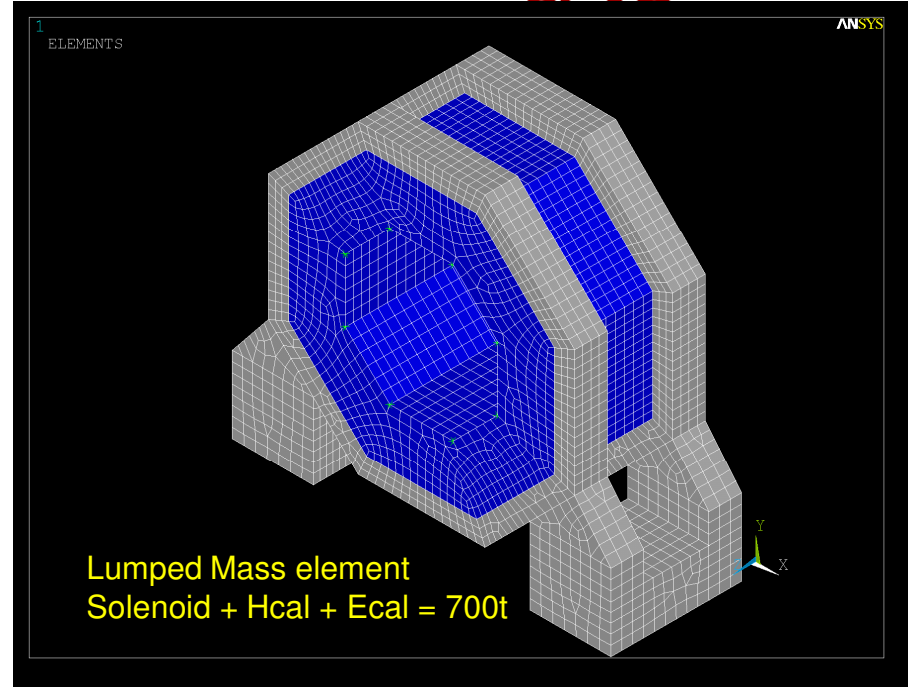 1
ELEMENTS
ANSYS
Y
X
Lumped Mass element
Solenoid + Hcal + Ecal = 700t